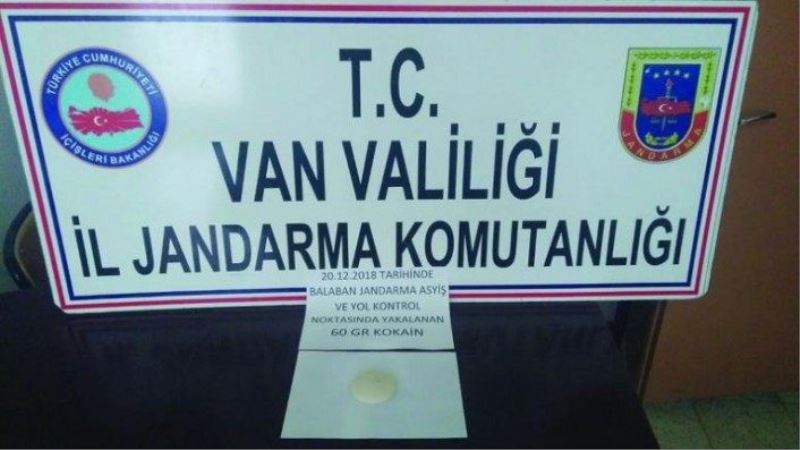 TÜRKİYE CUMHURİYETİ
İÇİŞLERİ BAKANLIĞI
T.C.
VAN VALİLİĞİ
İL JANDARMA KOMUTANLIĞI
JANDARMA
20.12.2018 TARİHİNDE
BALABAN JANDARMA ASYİŞ
VE YOL KONTROL
NOKTASINDA YAKALANAN
60 GR KOKAİN